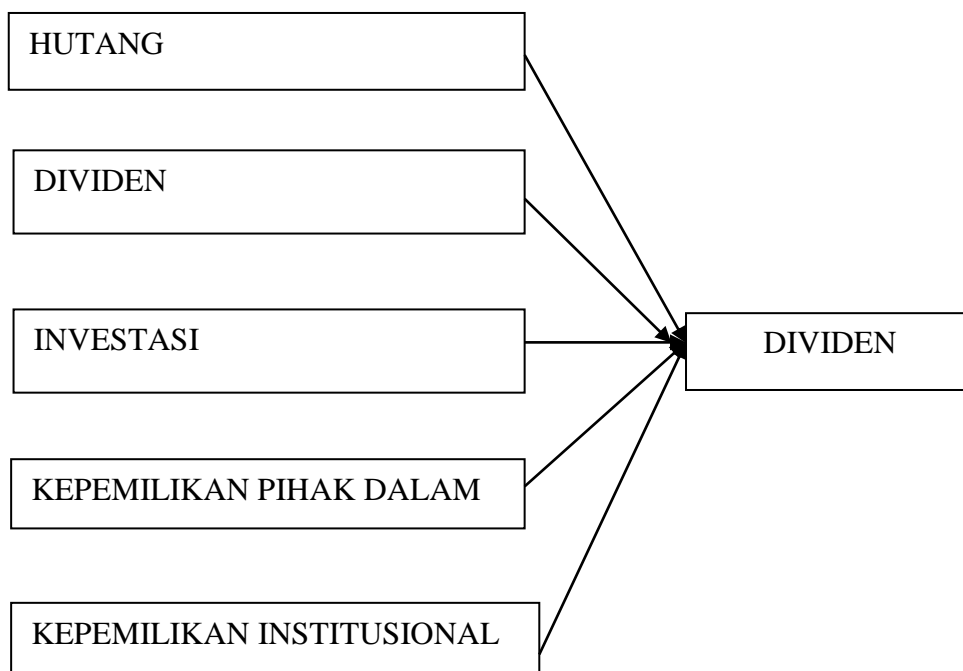 HUTANG
DIVIDEN
INVESTASI
DIVIDEN
KEPEMILIKAN PIHAK DALAM
KEPEMILIKAN INSTITUSIONAL